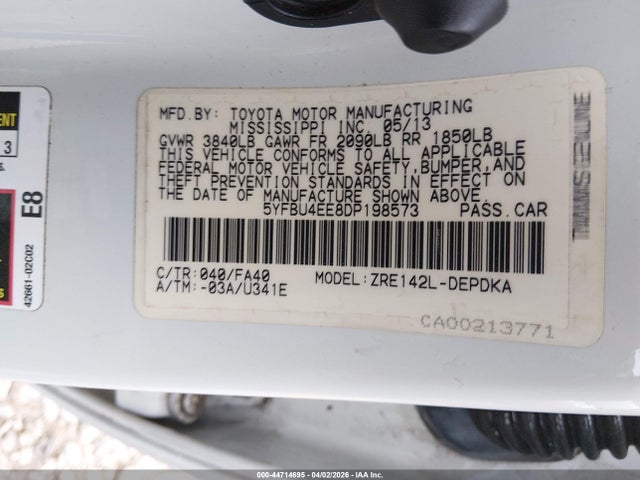 MFD.BY: TOYOTA MOTOR MANUFACTURING
MISSISSIPPI INC 05/13
GVWR 3840LB GAWR FR 2090LB RR 1850LB
THIS VEHICLE CONFORMS TO ALL APPLICABLE
FEDERAL MOTOR VEHICLE SAFETY,BUMPER,AND
THEFT PREVENTION STANDARDS IN EFFECT ON
THE DATE OF MANUFACTURE SHOWN ABOVE.
5YFBU4EE8DP198573 PASS.CAR
C/TR:040/FA40 MODEL:ZRE142L-DEPDKA
A/TM:-03A/U341E
CA00213771
E8
42661-02C02
000-44714695 - 04/02/2026 - IAA Inc.